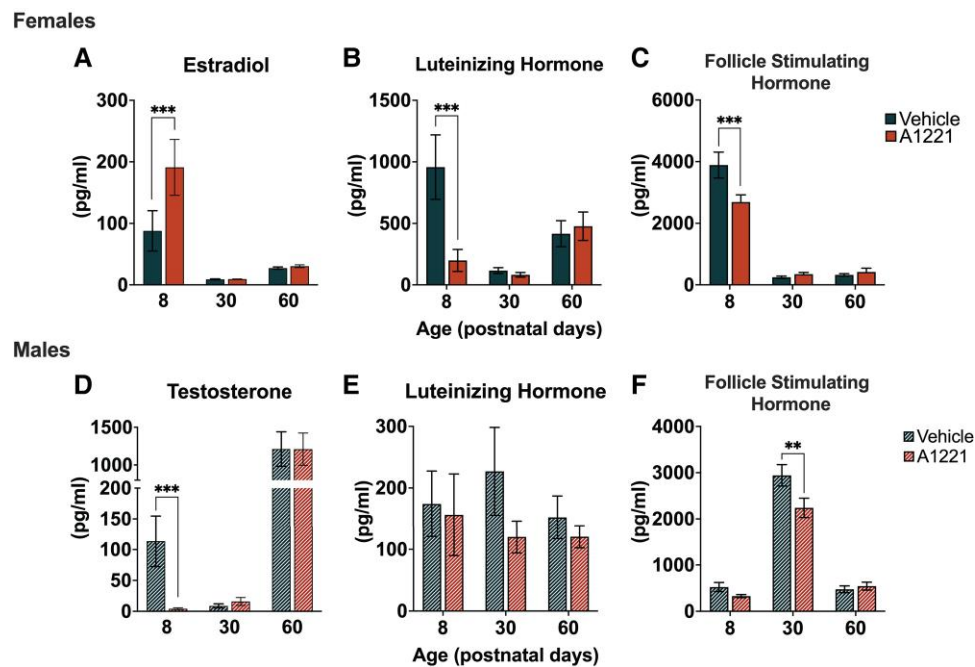 Females
A
Estradiol
(pg/ml)
300
200
100
0
***
8
30
60
B
Luteinizing Hormone
(pg/ml)
1500
1000
500
0
***
8
30
60
Age (postnatal days)
C
Follicle Stimulating
Hormone
(pg/ml)
6000
4000
2000
0
***
8
30
60
Vehicle
A1221
Males
D
Testosterone
(pg/ml)
1500
1000
200
150
100
50
0
***
8
30
60
E
Luteinizing Hormone
(pg/ml)
300
200
100
0
8
30
60
Age (postnatal days)
F
Follicle Stimulating
Hormone
(pg/ml)
4000
3000
2000
1000
0
**
8
30
60
Vehicle
A1221